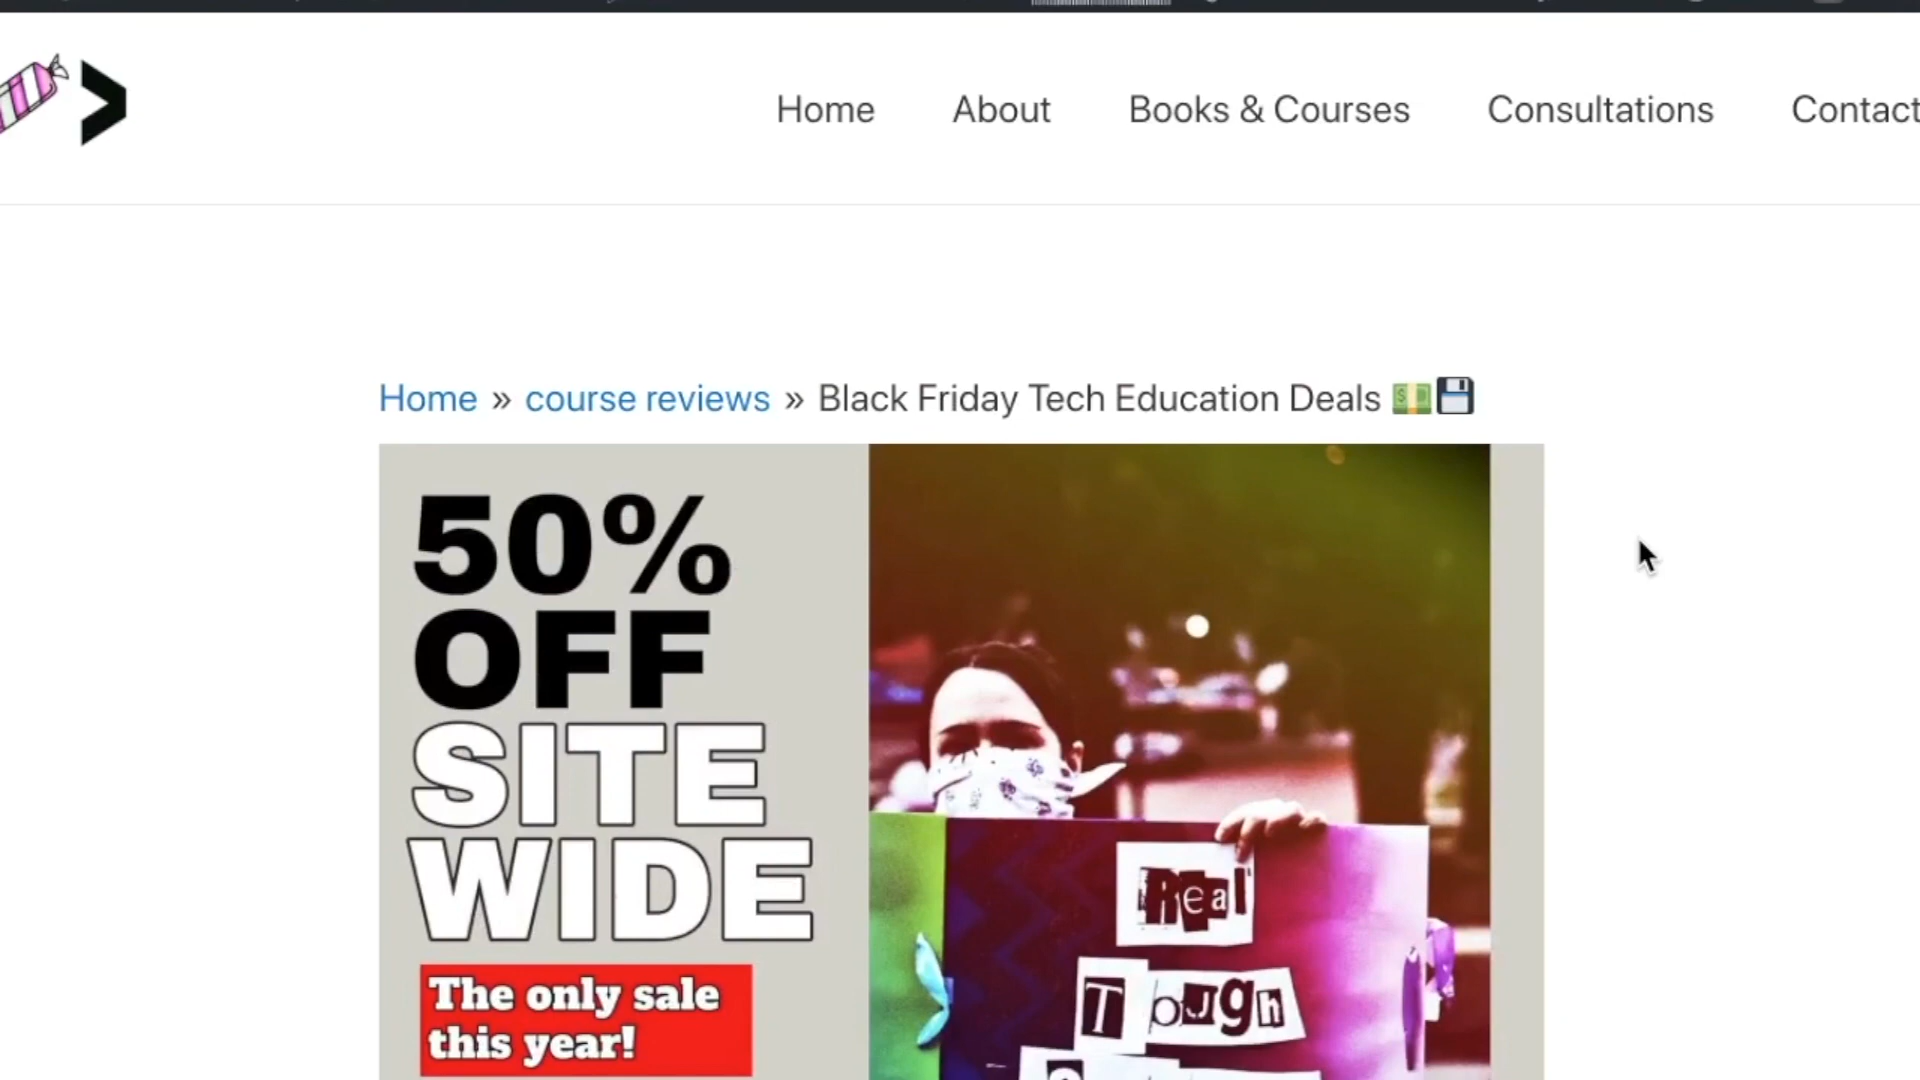 Home About Books & Courses Consultations Contact
Home » course reviews » Black Friday Tech Education Deals
50%
OFF
SITE
WIDE
The only sale
this year!
Real
Tough